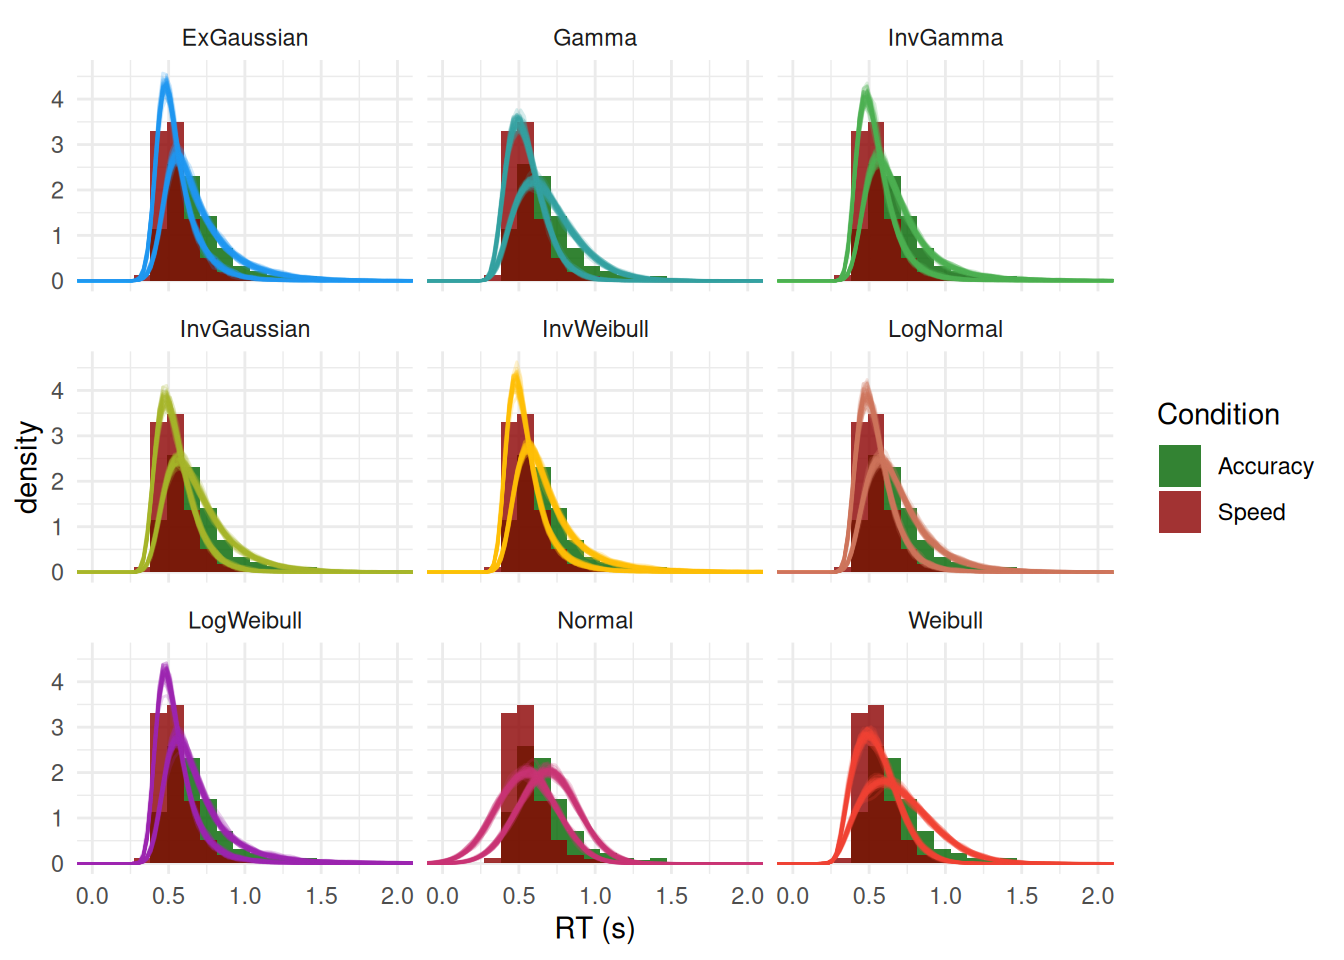 ExGaussian Gamma InvGamma
4
3
2
1
0
InvGaussian InvWeibull LogNormal
4
3
2
1
0
density
Condition
Accuracy
Speed
LogWeibull Normal Weibull
4
3
2
1
0
0.0 0.5 1.0 1.5 2.0 0.0 0.5 1.0 1.5 2.0 0.0 0.5 1.0 1.5 2.0
RT (s)